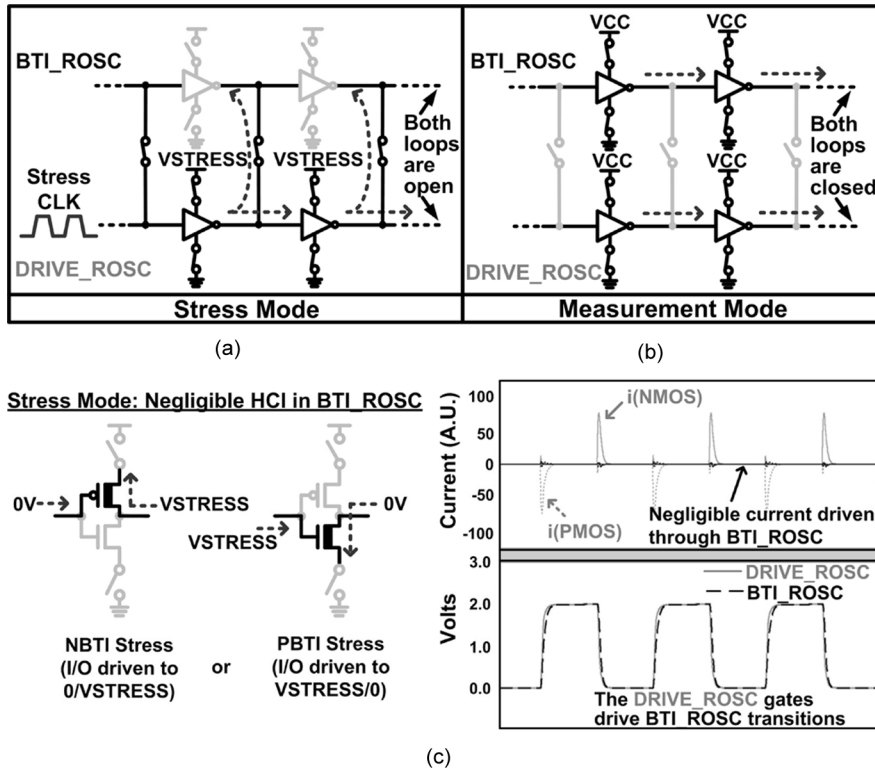 BTI_ROSC
VSTRESS
VSTRESS
Both
loops
are
open
Stress
CLK
DRIVE_ROSC
Stress Mode
(a)
VCC
VCC
BTI_ROSC
VCC
VCC
Both
loops
are
closed
DRIVE_ROSC
Measurement Mode
(b)
Stress Mode: Negligible HCI in BTI_ROSC
0V
VSTRESS
NBTI Stress
(I/O driven to
0/VSTRESS)
or
0V
VSTRESS
PBTI Stress
(I/O driven to
VSTRESS/0)
Current (A.U.)
100
50
0
-50
-100
i(NMOS)
i(PMOS)
Negligible current driven
through BTI_ROSC
Volts
3.0
2.0
1.0
0.0
DRIVE_ROSC
BTI_ROSC
The DRIVE_ROSC gates
drive BTI_ROSC transitions
(c)